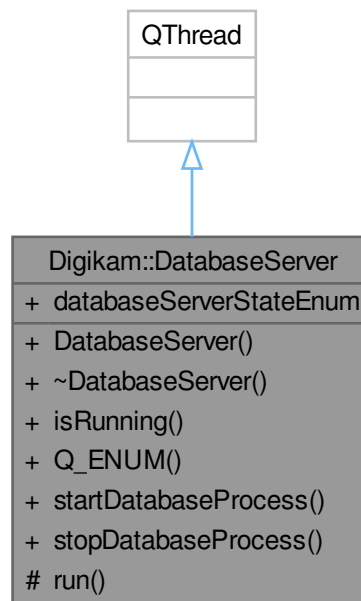 QThread
Digikam::DatabaseServer
+ databaseServerStateEnum
+ DatabaseServer()
+ ~DatabaseServer()
+ isRunning()
+ Q_ENUM()
+ startDatabaseProcess()
+ stopDatabaseProcess()
# run()